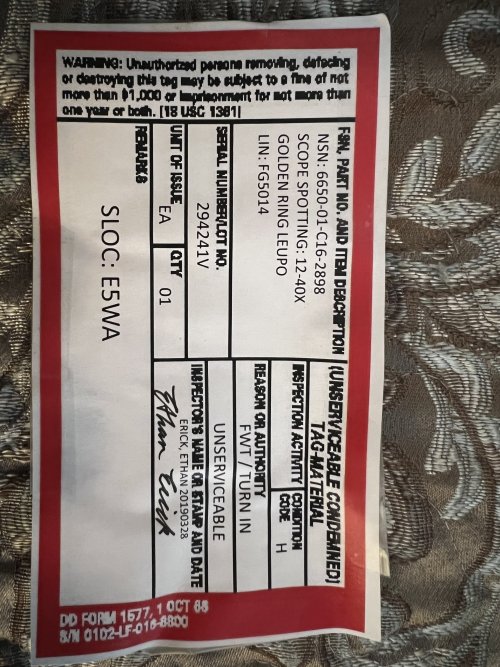 WARNING: Unauthorized persons removing, defacing
or destroying this tag may be subject to a fine of not
more than $1,000 or imprisonment for not more than
one year or both. [18 USC 1361]
FSN, PART NO. AND ITEM DESCRIPTION
NSN: 6650-01-C16-2898
SCOPE SPOTTING: 12-40X
GOLDEN RING LEUPO
LIN: FG5014
SERIAL NUMBER/LOT NO.
294241V
UNIT OF ISSUE
EA
QTY 01
REMARKS
SLOC: E5WA
(UNSERVICEABLE CONDEMNED)
TAG-MATERIAL
INSPECTION ACTIVITY
CONDITION
CODE H
REASON OR AUTHORITY
FWT / TURN IN
UNSERVICEABLE
INSPECTOR'S NAME OR STAMP AND DATE
ERICK, ETHAN 20190328
Ethan Erick
DD FORM 1577, 1 OCT 66
S/N 0102-LF-016-8800